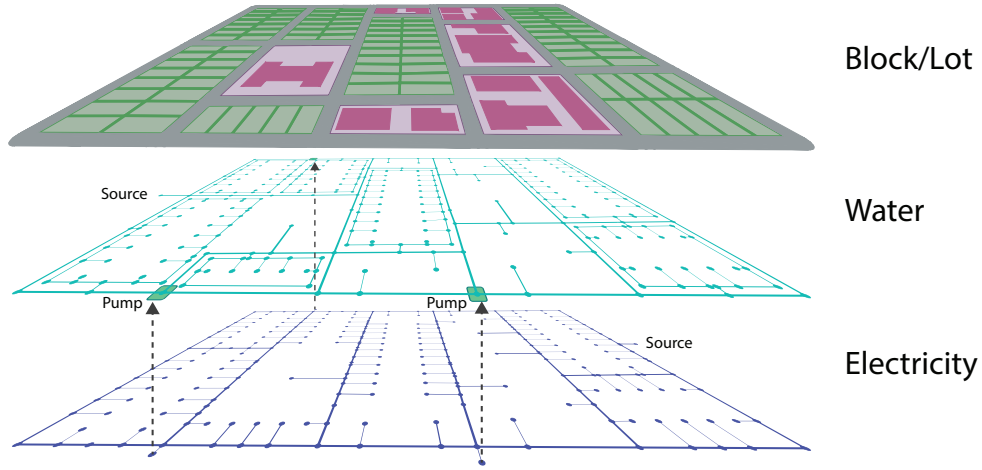 Block/Lot
Source
Water
Pump
Pump
Source
Electricity